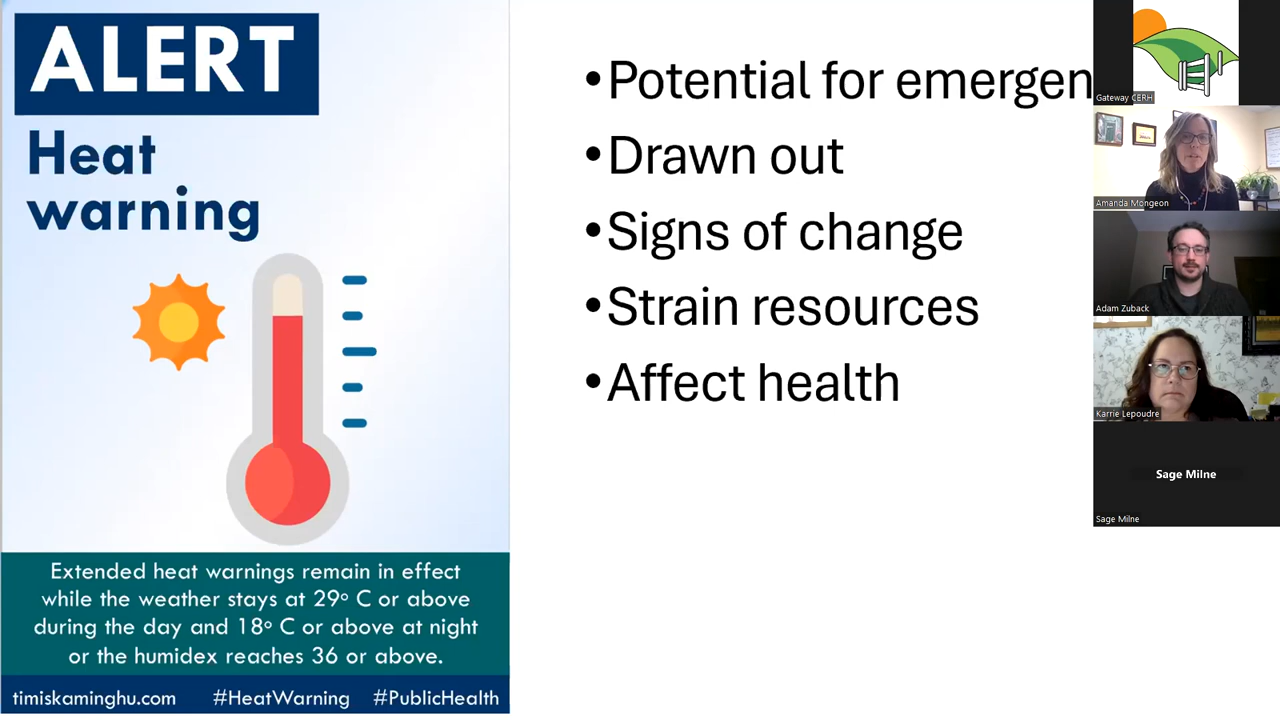 ALERT
Heat
warning
Extended heat warnings remain in effect
while the weather stays at 29° C or above
during the day and 18° C or above at night
or the humidex reaches 36 or above.
timiskaminghu.com #HeatWarning #PublicHealth
•Potential for emergen
•Drawn out
•Signs of change
•Strain resources
•Affect health
Gateway CERH
Amanda Mongeon
Adam Zuback
Karrie Lepoudre
Sage Milne
Sage Milne